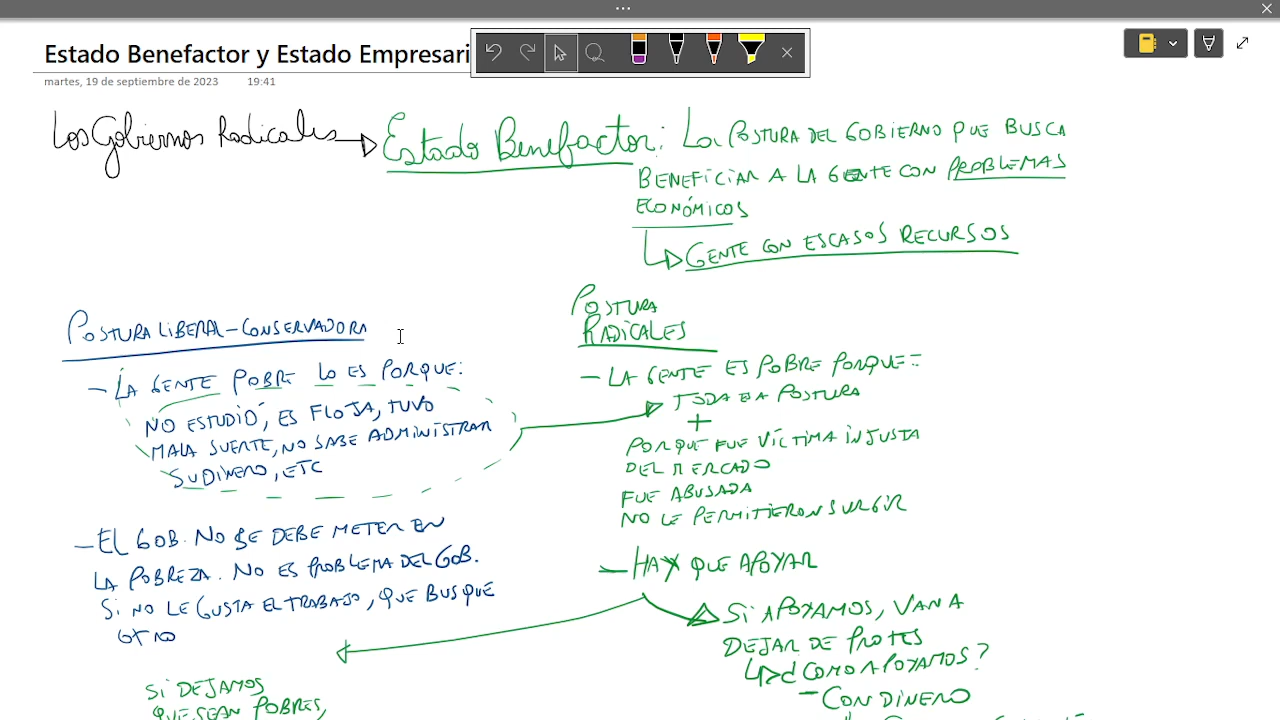 Estado Benefactor y Estado Empresari
martes, 19 de septiembre de 2023 19:41
Los Gobiernos Radicales → Estado Benefactor: La POSTURA DEL GOBIERNO QUE BUSCA
BENEFICIAR A LA GENTE CON PROBLEMAS
ECONÓMICOS
GENTE CON ESCASOS RECURSOS
POSTURA LIBERAL-CONSERVADORA
- LA GENTE POBRE LO ES PORQUE:
NO ESTUDIÓ, ES FLOJA, TUVO
MALA SUERTE, NO SABE ADMINISTRAR
SU DINERO, ETC
- EL GOB. NO SE DEBE METER EN
LA POBREZA. NO ES PROBLEMA DEL GOB.
SI NO LE GUSTA EL TRABAJO, QUE BUSQUE
OTRO
SI DEJAMOS
QUE SEAN POBRES,
POSTURA
RADICALES
- LA GENTE ES POBRE PORQUE:
TODA ESA POSTURA
+
PORQUE FUE VÍCTIMA INJUSTA
DEL MERCADO
FUE ABUSADA
NO LE PERMITIERON SURGIR
- HAY QUE APOYAR
SI APOYAMOS, VAN A
DEJAR DE PROTES
¿COMO APOYAMOS?
- CON DINERO